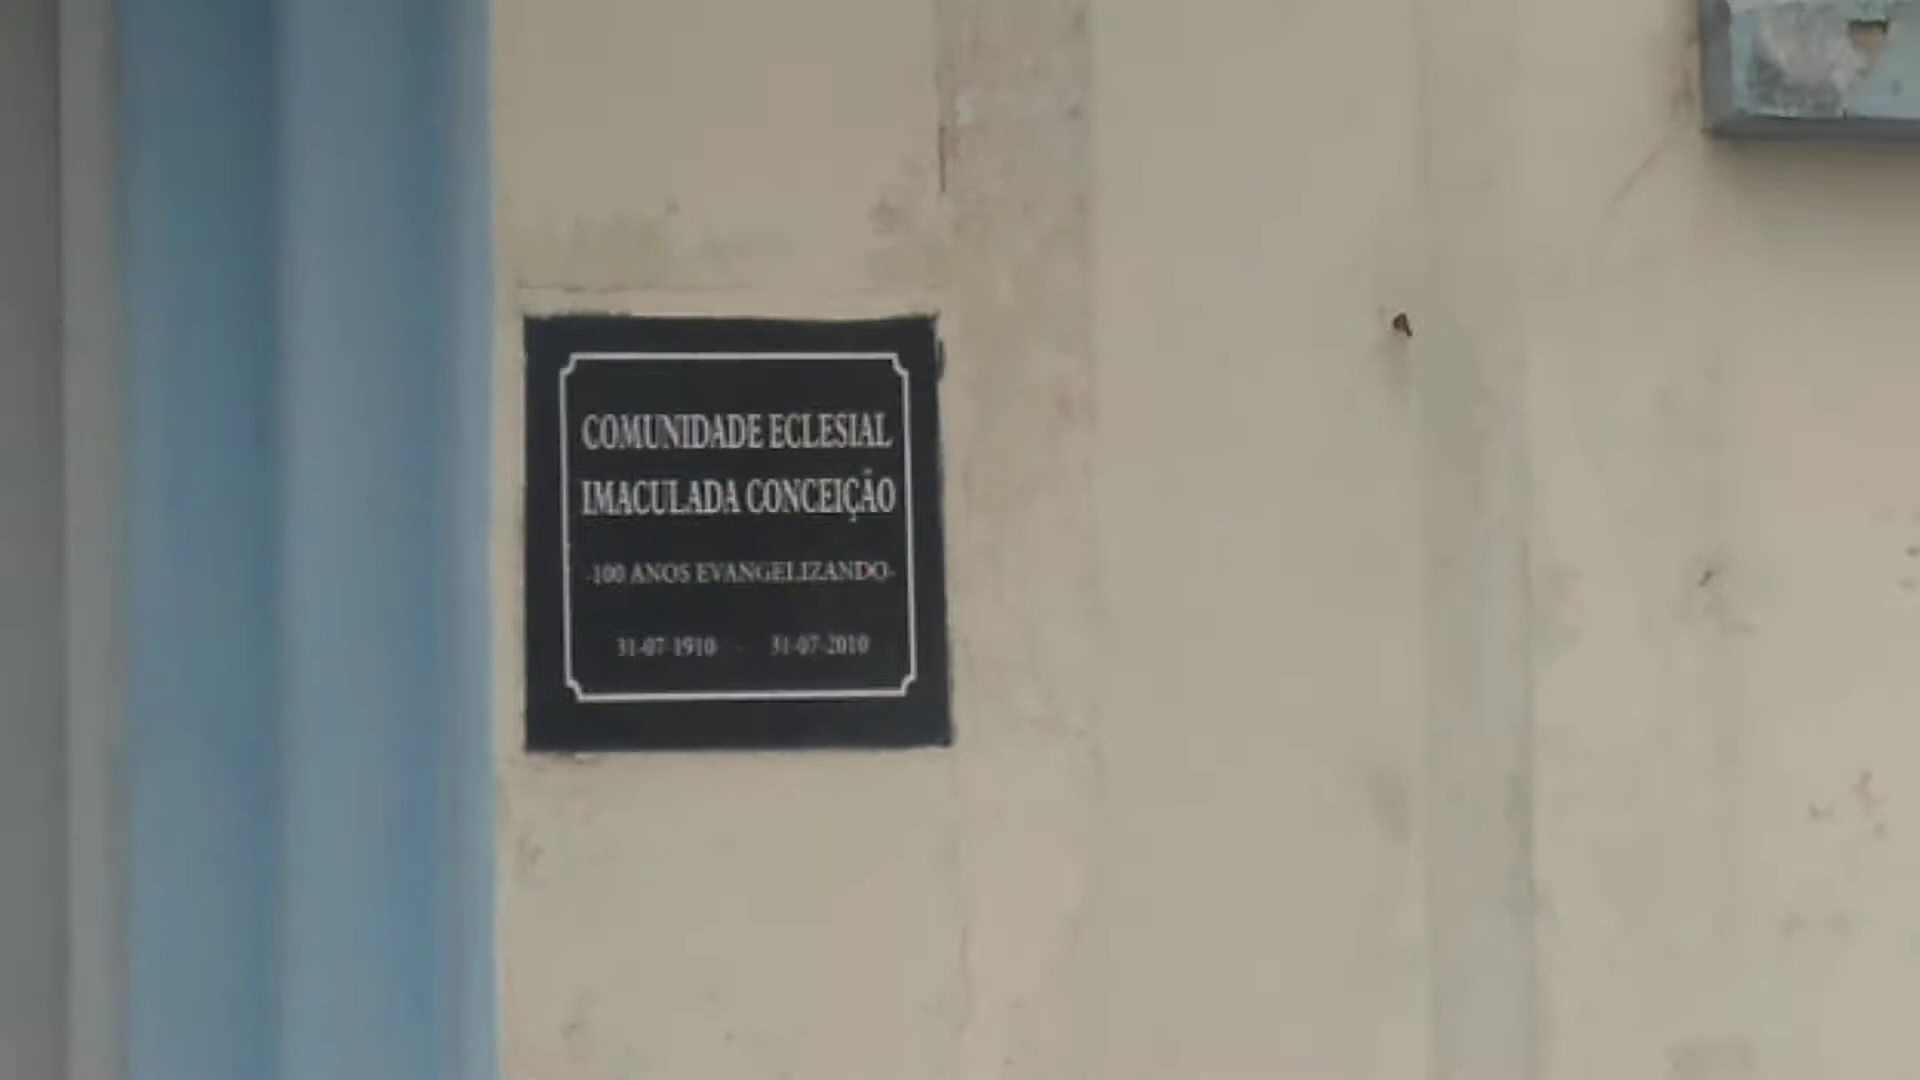 COMUNIDADE ECLESIAL
IMACULADA CONCEIÇÃO
-100 ANOS EVANGELIZANDO-
31-07-1910 - 31-07-2010